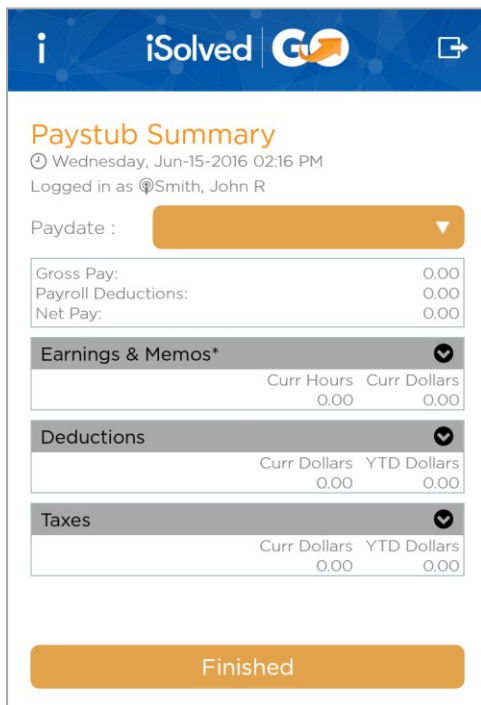 i iSolved GO
Paystub Summary
Wednesday, Jun-15-2016 02:16 PM
Logged in as Smith, John R
Paydate :
Gross Pay: 0.00
Payroll Deductions: 0.00
Net Pay: 0.00
Earnings & Memos*
Curr Hours Curr Dollars
0.00 0.00
Deductions
Curr Dollars YTD Dollars
0.00 0.00
Taxes
Curr Dollars YTD Dollars
0.00 0.00
Finished